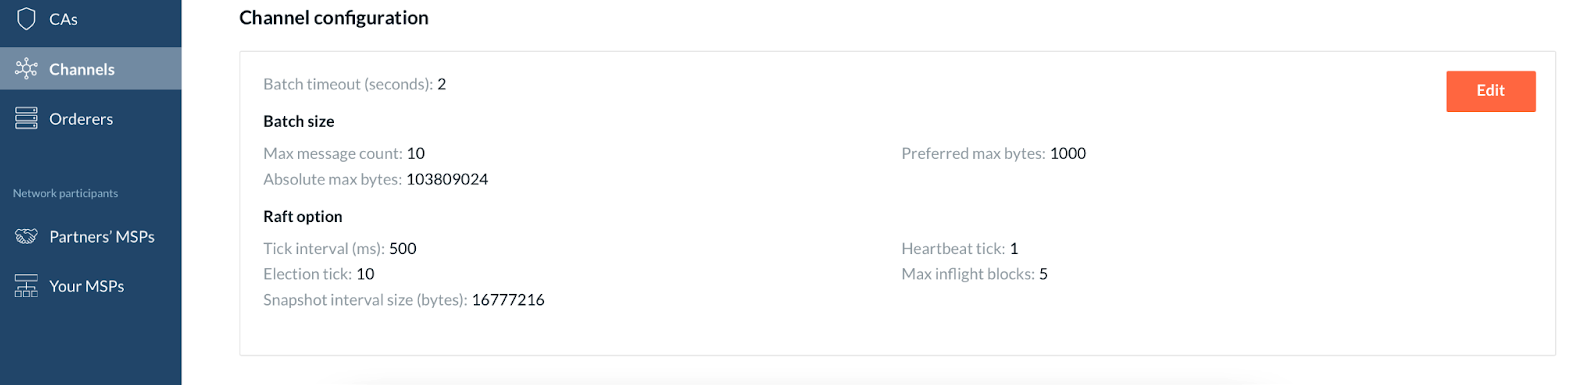 CAs
Channels
Orderers
Network participants
Partners’ MSPs
Your MSPs
Channel configuration
Batch timeout (seconds): 2
Edit
Batch size
Max message count: 10
Preferred max bytes: 1000
Absolute max bytes: 103809024
Raft option
Tick interval (ms): 500
Heartbeat tick: 1
Election tick: 10
Max inflight blocks: 5
Snapshot interval size (bytes): 16777216